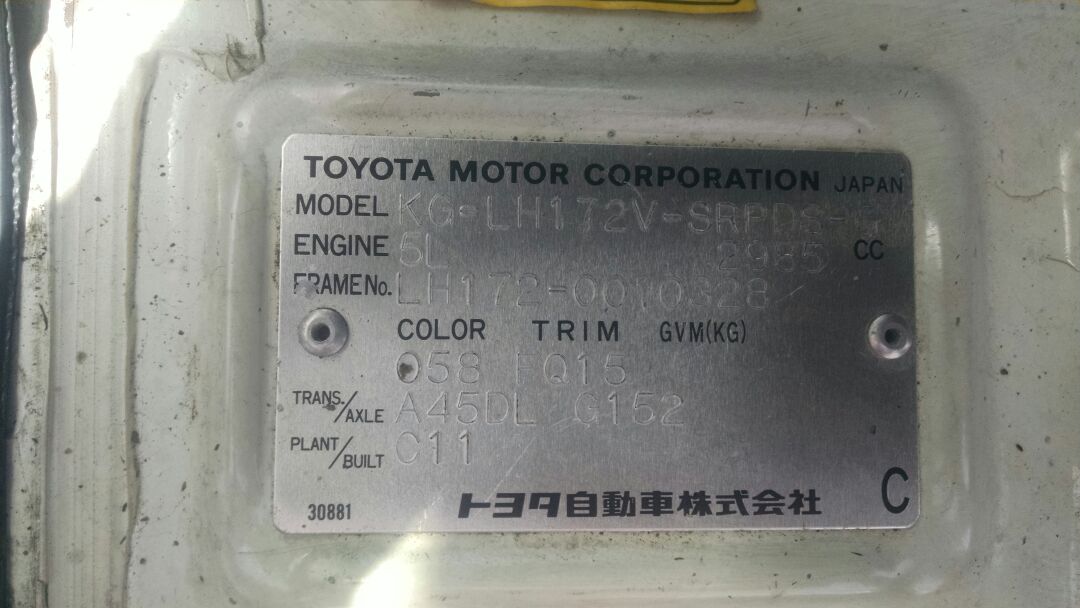 TOYOTA MOTOR CORPORATION JAPAN
MODEL KG-LH172V-SRPDS-
ENGINE 5L 2985 CC
FRAME No.
COLOR TRIM GVM(KG)
058 FQ15
TRANS./AXLE A45DL G152
PLANT/BUILT C11
30881 トヨタ自動車株式会社 C